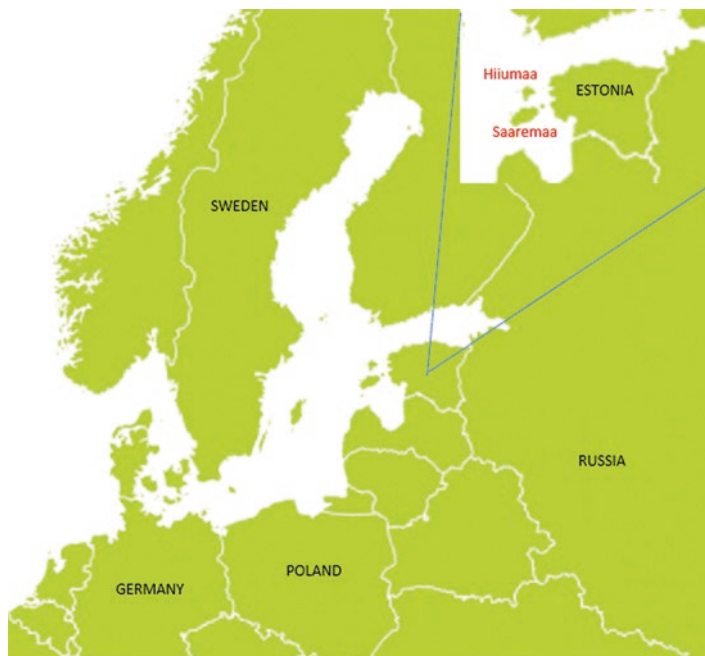 Hiiumaa
ESTONIA
Saaremaa
SWEDEN
RUSSIA
POLAND
GERMANY